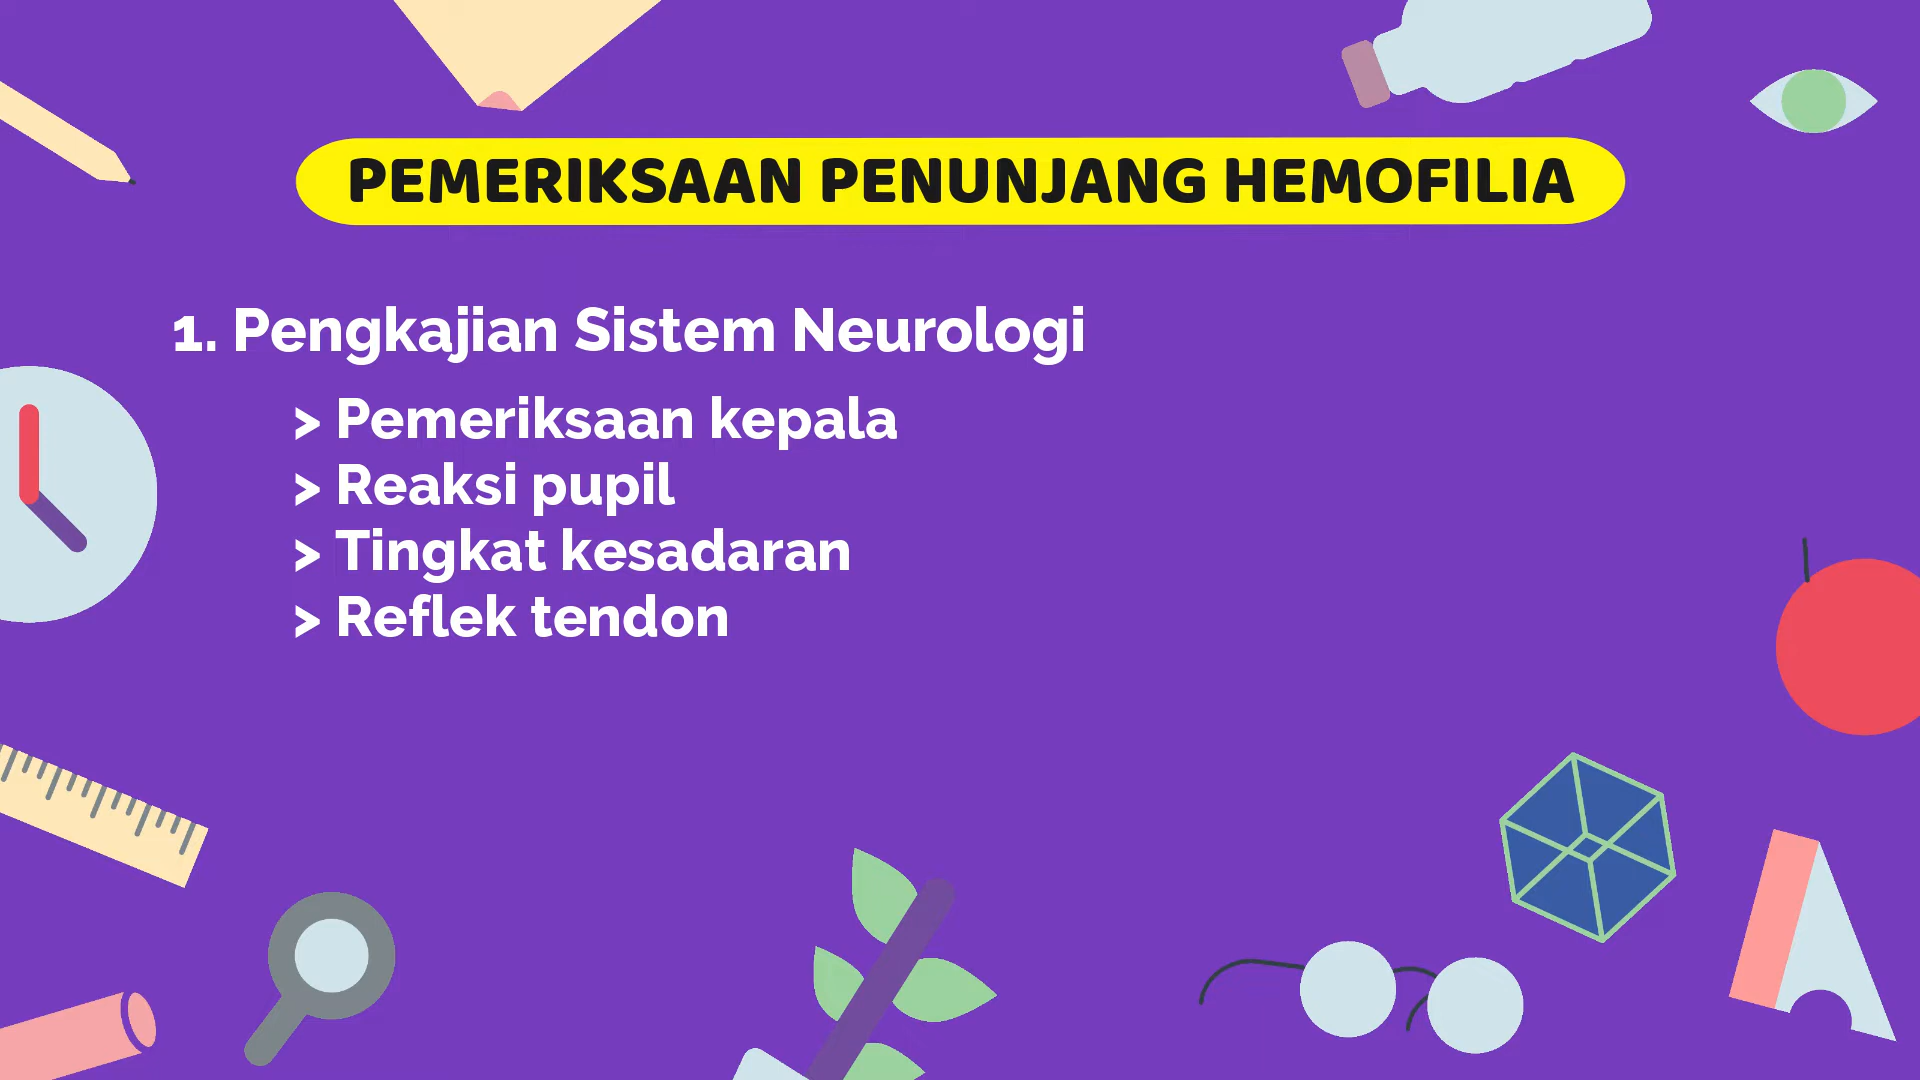 PEMERIKSAAN PENUNJANG HEMOFILIA
1. Pengkajian Sistem Neurologi
> Pemeriksaan kepala
> Reaksi pupil
> Tingkat kesadaran
> Reflek tendon